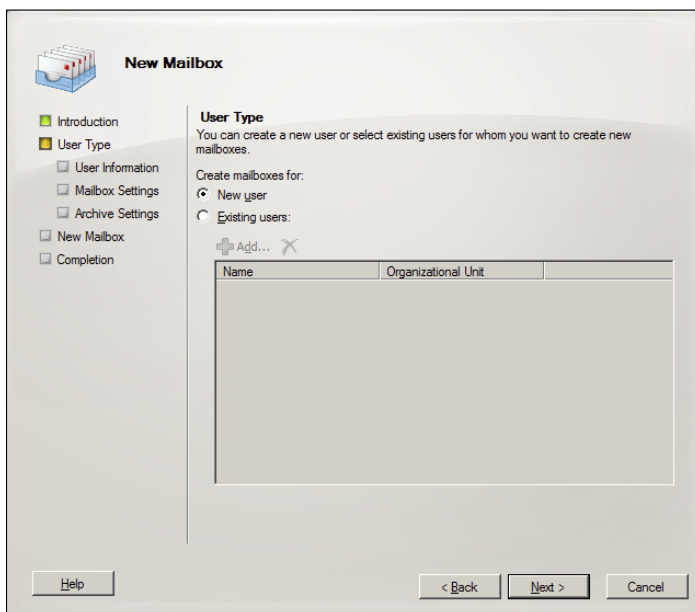 New Mailbox
Introduction
User Type
User Information
Mailbox Settings
Archive Settings
New Mailbox
Completion
User Type
You can create a new user or select existing users for whom you want to create new
mailboxes.
Create mailboxes for:
New user
Existing users:
Add...
Name Organizational Unit
Help
< Back Next > Cancel